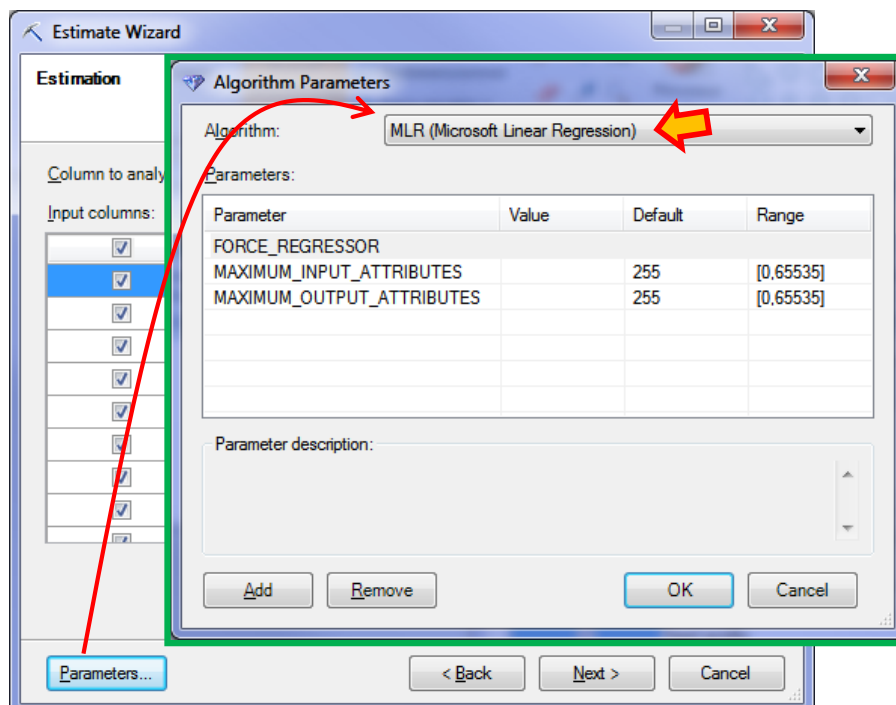 Estimate Wizard
Estimation
Algorithm Parameters
Algorithm: MLR (Microsoft Linear Regression)
Column to analy
Parameters:
Input columns:
Parameter Value Default Range
FORCE_REGRESSOR
MAXIMUM_INPUT_ATTRIBUTES 255 [0,65535]
MAXIMUM_OUTPUT_ATTRIBUTES 255 [0,65535]
Parameter description:
Add Remove OK Cancel
Parameters... < Back Next > Cancel